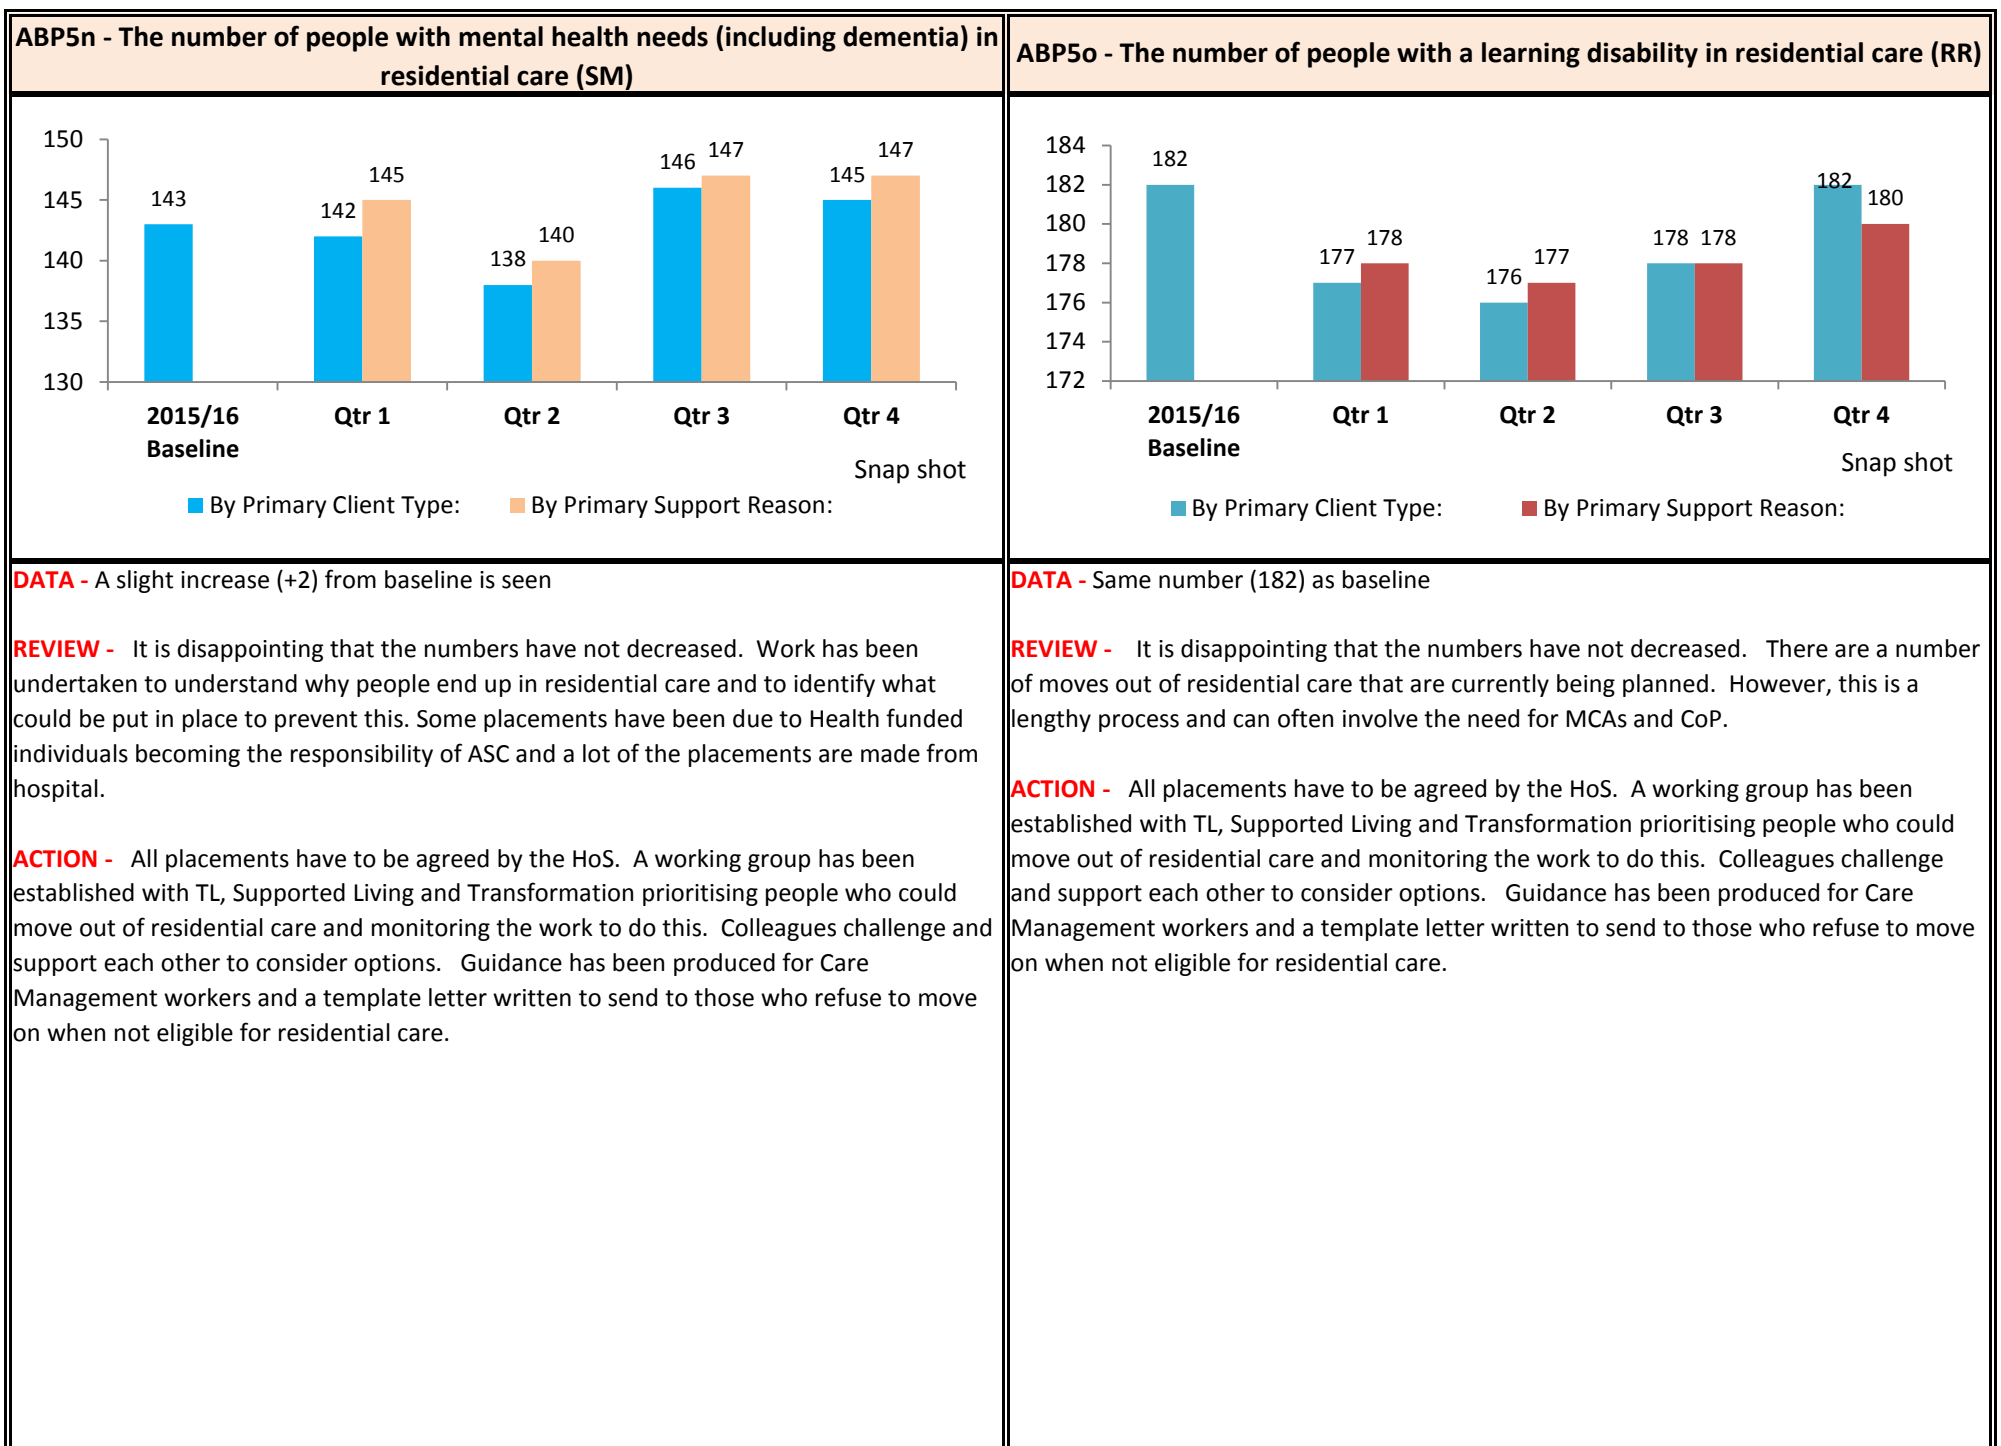 ABP5n - The number of people with mental health needs (including dementia) in
residential care (SM)
150
145
140
135
130
143
142
145
138
140
146
147
145
147
2015/16
Baseline
Qtr 1
Qtr 2
Qtr 3
Qtr 4
Snap shot
By Primary Client Type:
By Primary Support Reason:
DATA - A slight increase (+2) from baseline is seen
REVIEW - It is disappointing that the numbers have not decreased. Work has been
undertaken to understand why people end up in residential care and to identify what
could be put in place to prevent this. Some placements have been due to Health funded
individuals becoming the responsibility of ASC and a lot of the placements are made from
hospital.
ACTION - All placements have to be agreed by the HoS. A working group has been
established with TL, Supported Living and Transformation prioritising people who could
move out of residential care and monitoring the work to do this. Colleagues challenge and
support each other to consider options. Guidance has been produced for Care
Management workers and a template letter written to send to those who refuse to move
on when not eligible for residential care.
ABP5o - The number of people with a learning disability in residential care (RR)
184
182
180
178
176
174
172
182
177
178
176
177
178
178
182
180
2015/16
Baseline
Qtr 1
Qtr 2
Qtr 3
Qtr 4
Snap shot
By Primary Client Type:
By Primary Support Reason:
DATA - Same number (182) as baseline
REVIEW - It is disappointing that the numbers have not decreased. There are a number
of moves out of residential care that are currently being planned. However, this is a
lengthy process and can often involve the need for MCAs and CoP.
ACTION - All placements have to be agreed by the HoS. A working group has been
established with TL, Supported Living and Transformation prioritising people who could
move out of residential care and monitoring the work to do this. Colleagues challenge
and support each other to consider options. Guidance has been produced for Care
Management workers and a template letter written to send to those who refuse to move
on when not eligible for residential care.